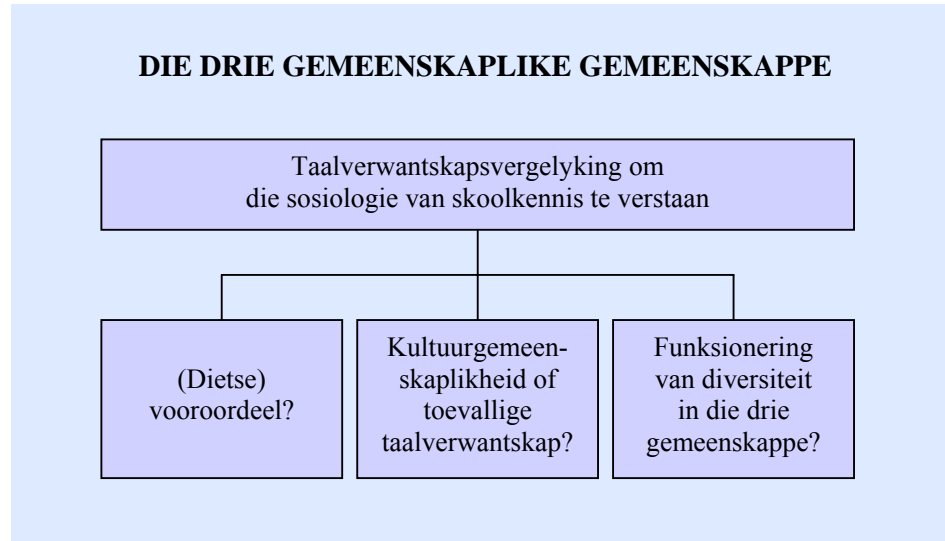 DIE DRIE GEMEENSKAPLIKE GEMEENSKAPPE
Taalverwantskapsvergelyking om
die sosiologie van skoolkennis te verstaan
(Dietse)
vooroordeel?
Kultuurgemeen-
skaplikheid of
toevallige
taalverwantskap?
Funksionering
van diversiteit
in die drie
gemeenskappe?